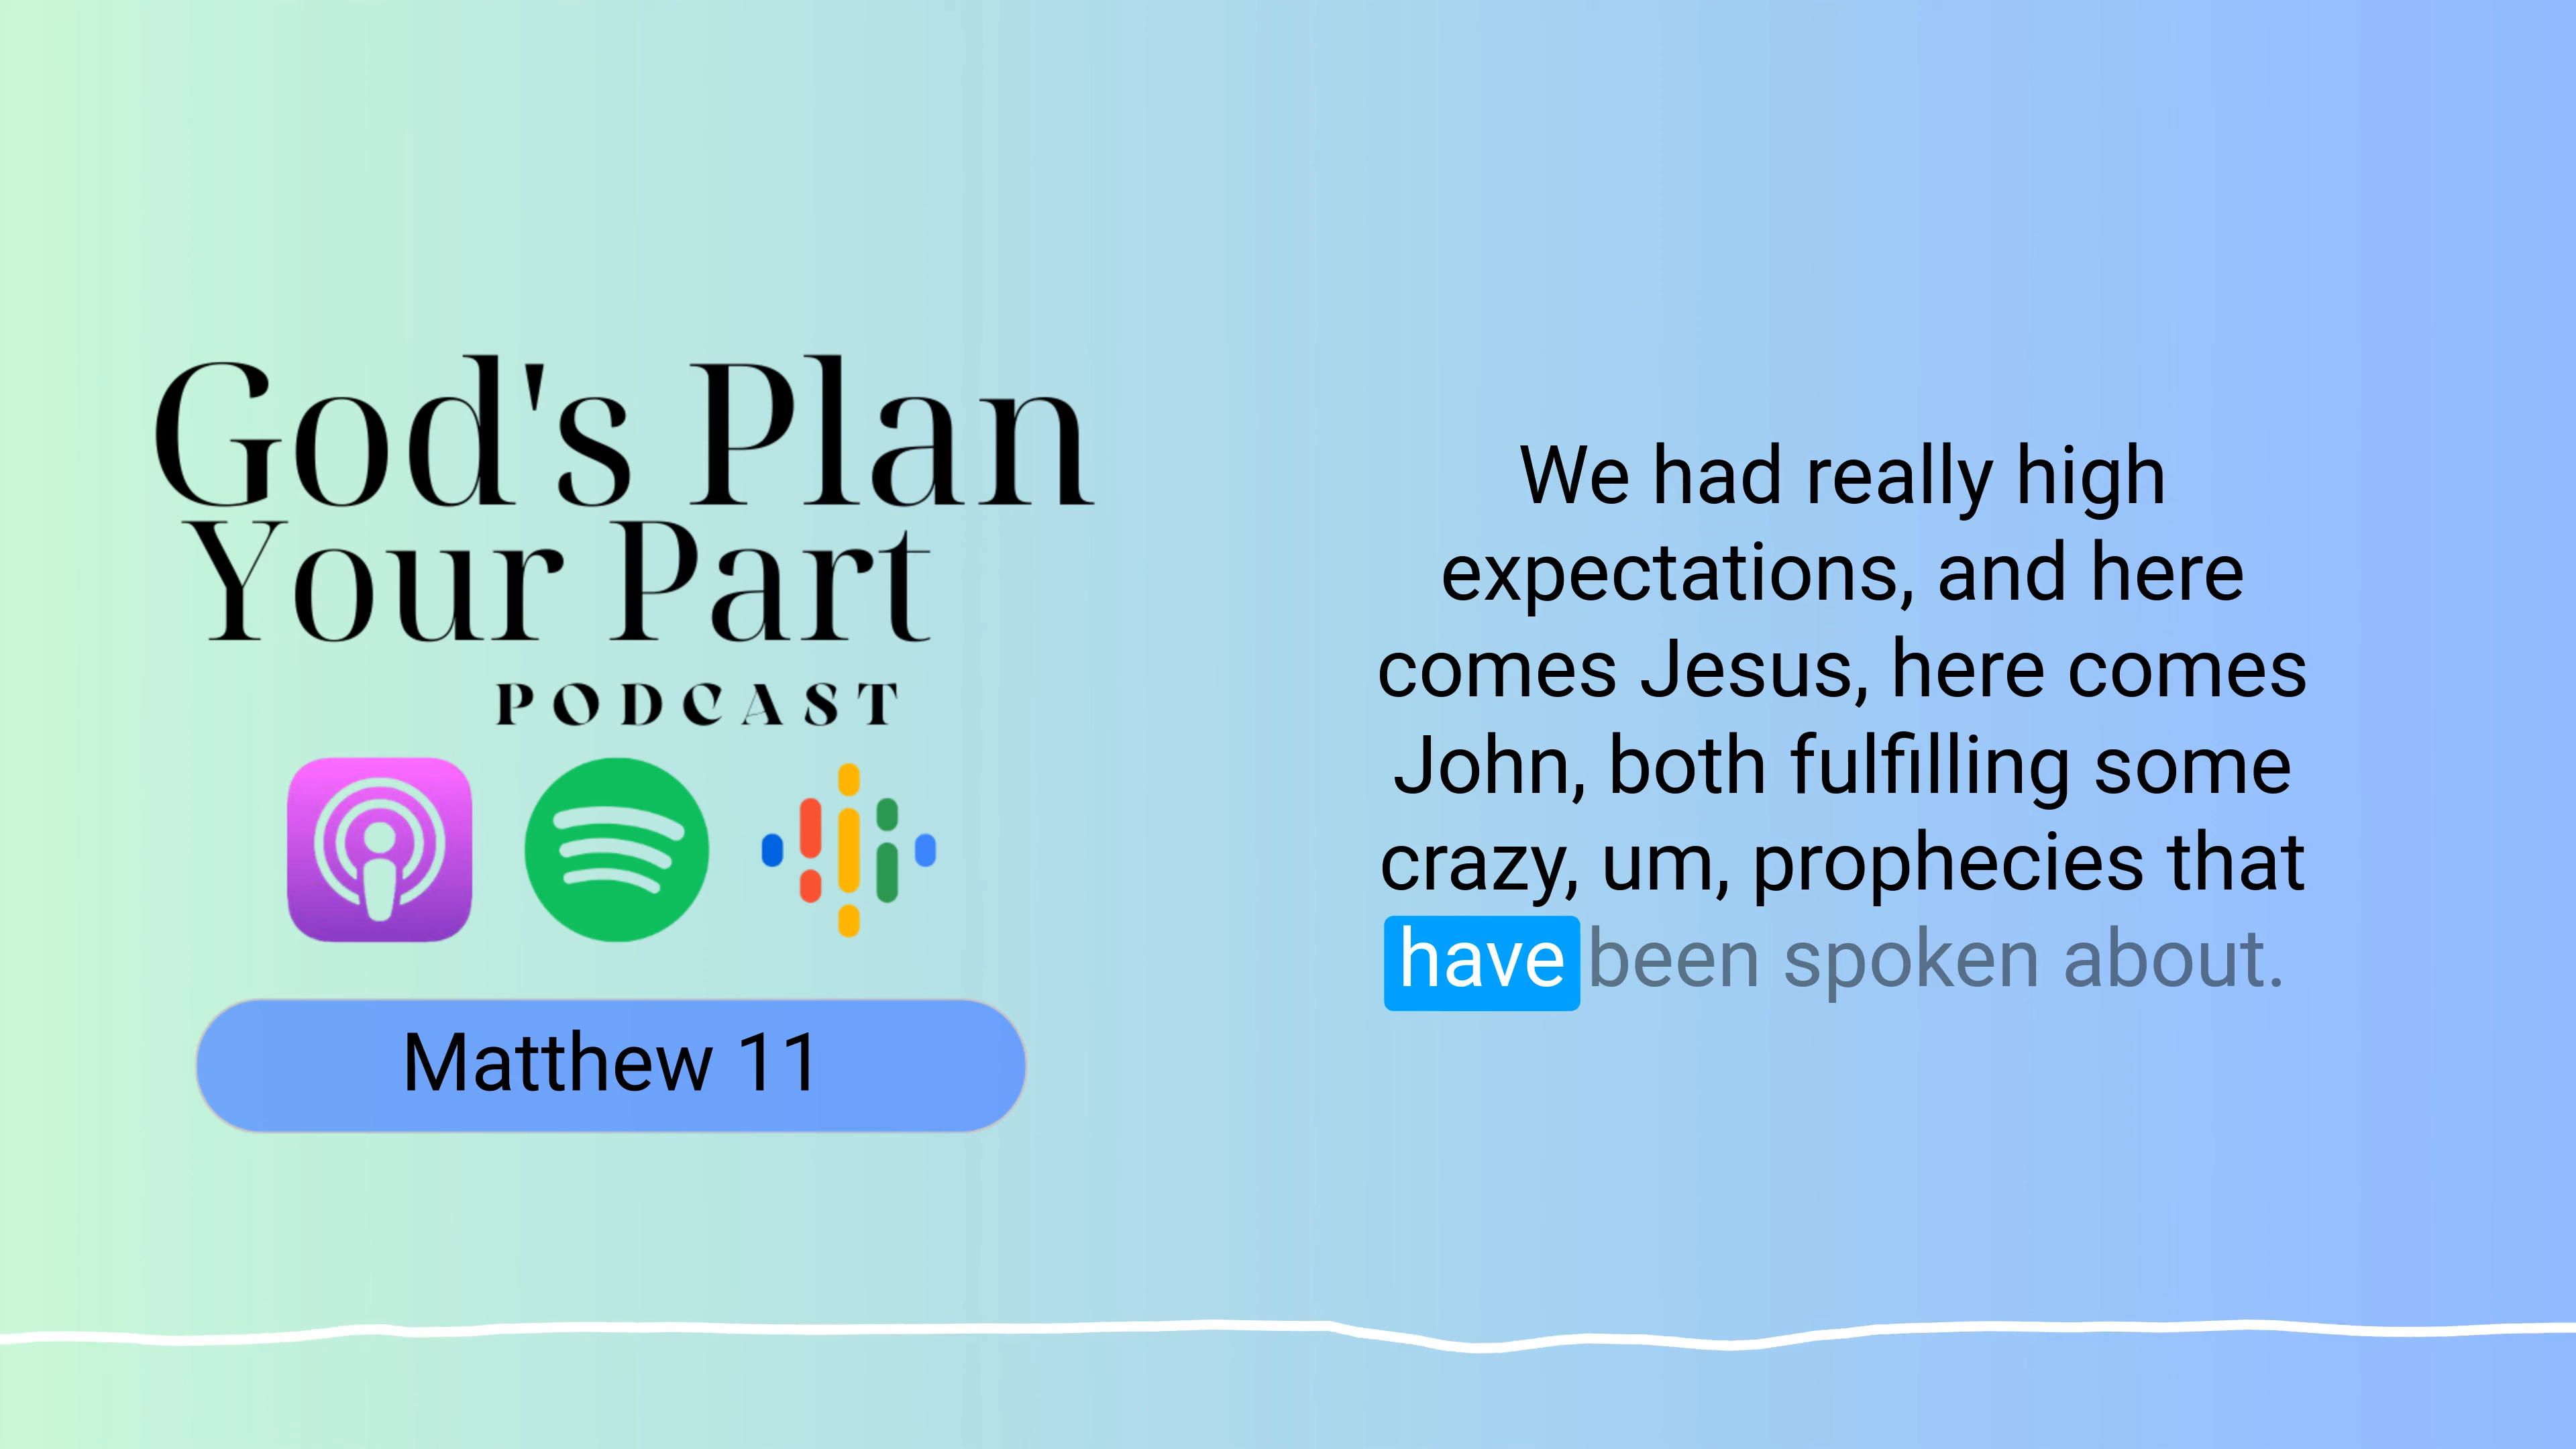 God's Plan
Your Part
PODCAST
Matthew 11
We had really high
expectations, and here
comes Jesus, here comes
John, both fulfilling some
crazy, um, prophecies that
have been spoken about.